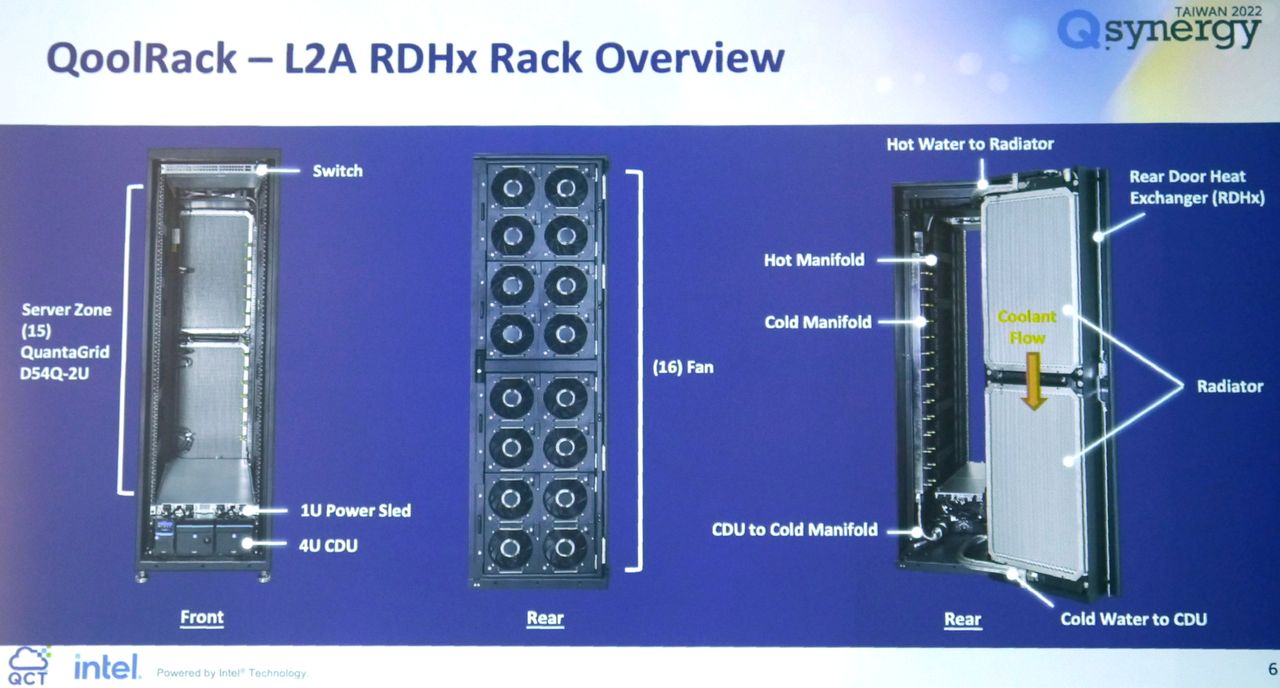 TAIWAN 2022
Qsynergy
QoolRack – L2A RDHx Rack Overview
Switch
Server Zone
(15)
QuantaGrid
D54Q-2U
1U Power Sled
4U CDU
Front
(16) Fan
Rear
Hot Water to Radiator
Rear Door Heat
Exchanger (RDHx)
Hot Manifold
Cold Manifold
Coolant
Flow
Radiator
CDU to Cold Manifold
Cold Water to CDU
Rear
QCT
intel.
Powered by Intel® Technology.
6